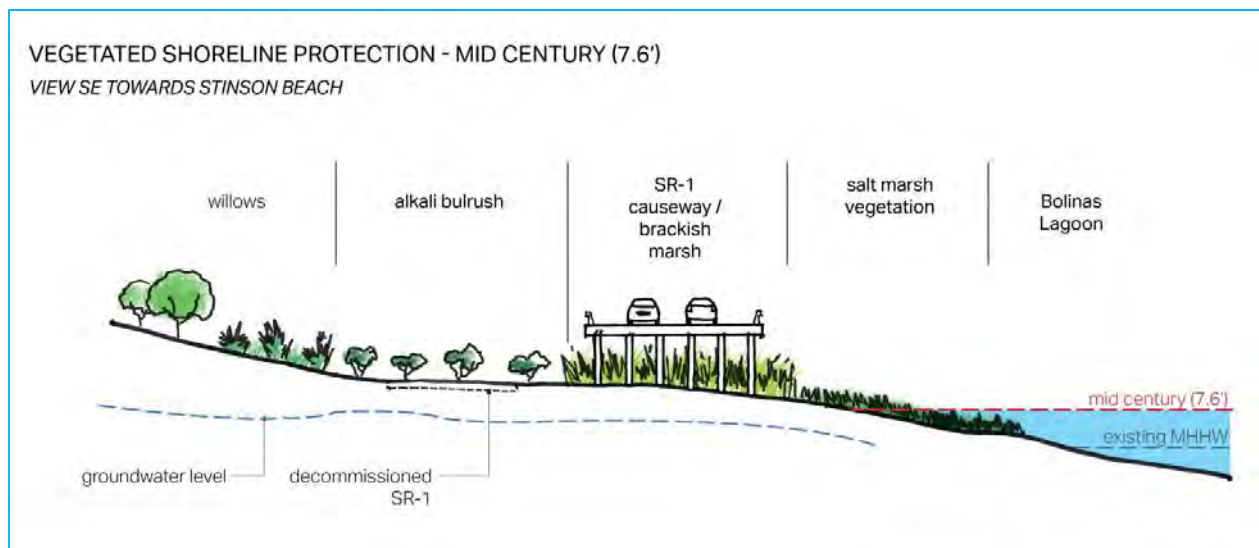 VEGETATED SHORELINE PROTECTION - MID CENTURY (7.6')
VIEW SE TOWARDS STINSON BEACH
willows
alkali bulrush
SR-1
causeway /
brackish
marsh
salt marsh
vegetation
Bolinas
Lagoon
mid century (7.6')
existing MHHW
groundwater level
decommissioned
SR-1